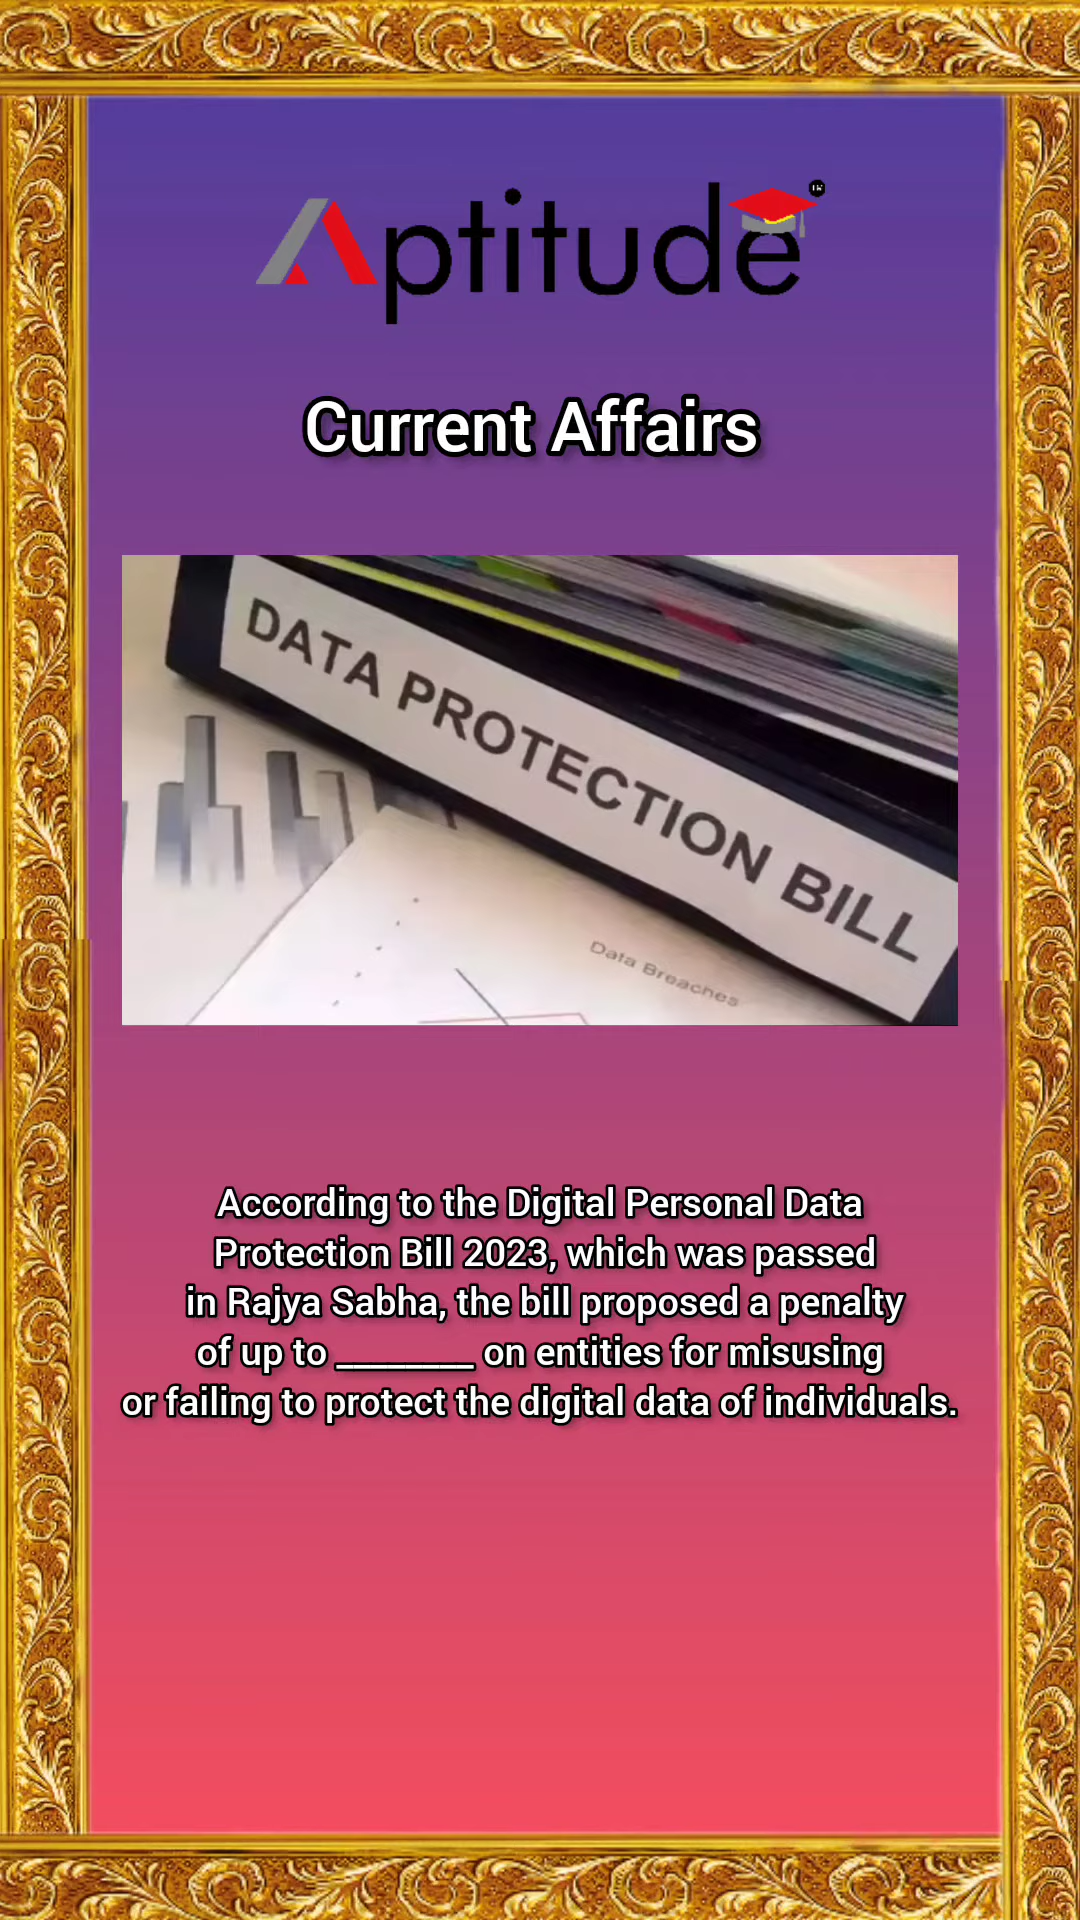 Aptitude
Current Affairs
DATA PROTECTION BILL
Data Breaches
According to the Digital Personal Data
Protection Bill 2023, which was passed
in Rajya Sabha, the bill proposed a penalty
of up to ________ on entities for misusing
or failing to protect the digital data of individuals.